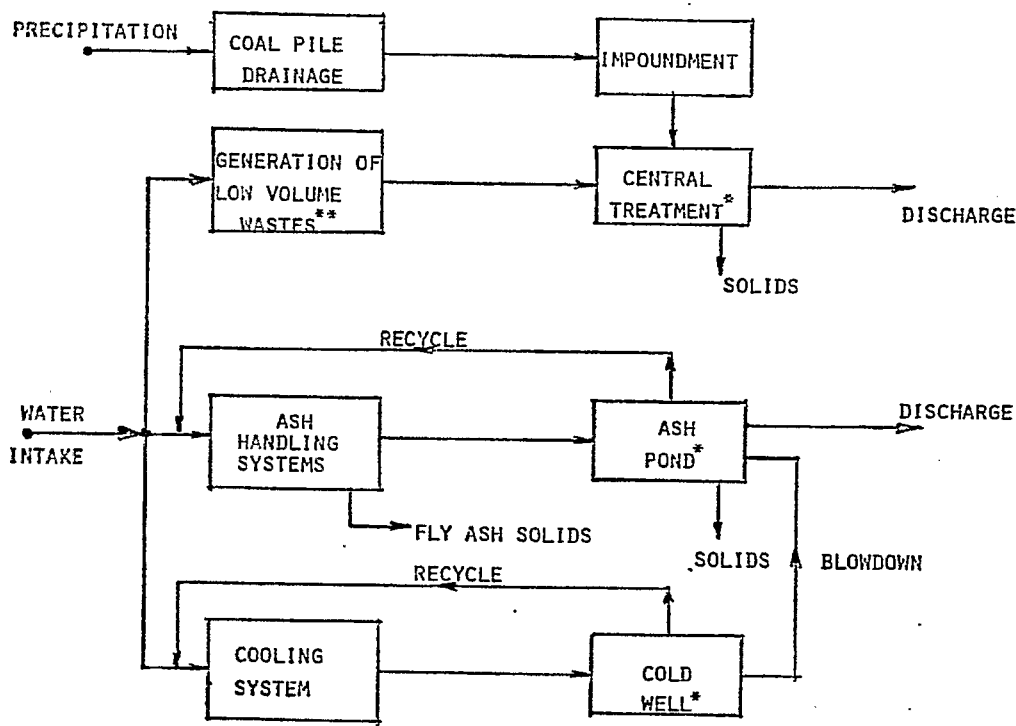 PRECIPITATION
COAL PILE
DRAINAGE
IMPOUNDMENT
GENERATION OF
LOW VOLUME
WASTES**
CENTRAL
TREATMENT*
DISCHARGE
SOLIDS
RECYCLE
WATER
INTAKE
ASH
HANDLING
SYSTEMS
ASH
POND*
DISCHARGE
FLY ASH SOLIDS
SOLIDS
BLOWDOWN
RECYCLE
COOLING
SYSTEM
COLD
WELL*